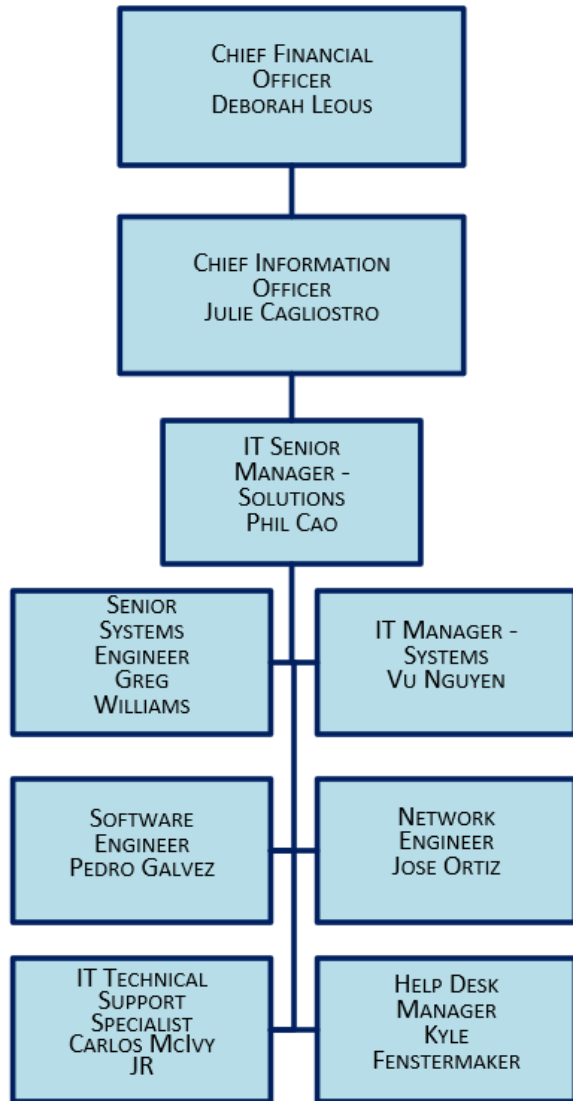 Chief Financial
Officer
Deborah Leous
Chief Information
Officer
Julie Cagliostro
IT Senior
Manager -
Solutions
Phil Cao
Senior
Systems
Engineer
Greg
Williams
IT Manager -
Systems
Vu Nguyen
Software
Engineer
Pedro Galvez
Network
Engineer
Jose Ortiz
IT Technical
Support
Specialist
Carlos McIvy
JR
Help Desk
Manager
Kyle
Fenstermaker